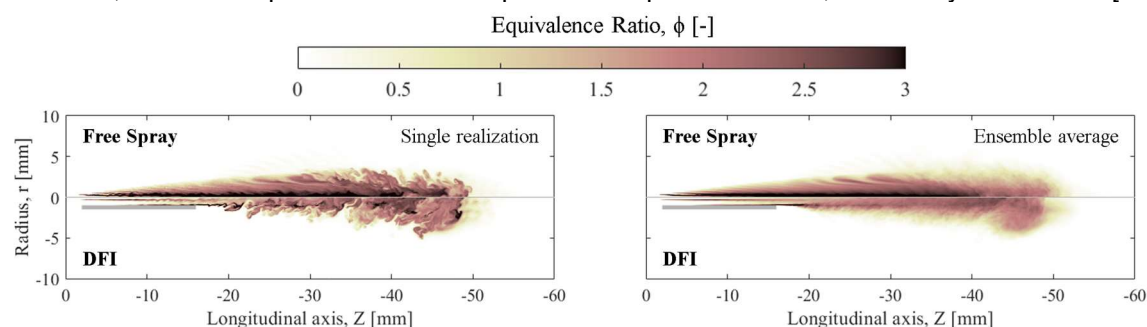 Equivalence Ratio, ϕ [-]
0 0.5 1 1.5 2 2.5 3
Free Spray Single realization
DFI
Radius, r [mm]
10
5
0
-5
-10
0 -10 -20 -30 -40 -50 -60
Longitudinal axis, Z [mm]
Free Spray Ensemble average
DFI
0 -10 -20 -30 -40 -50 -60
Longitudinal axis, Z [mm]